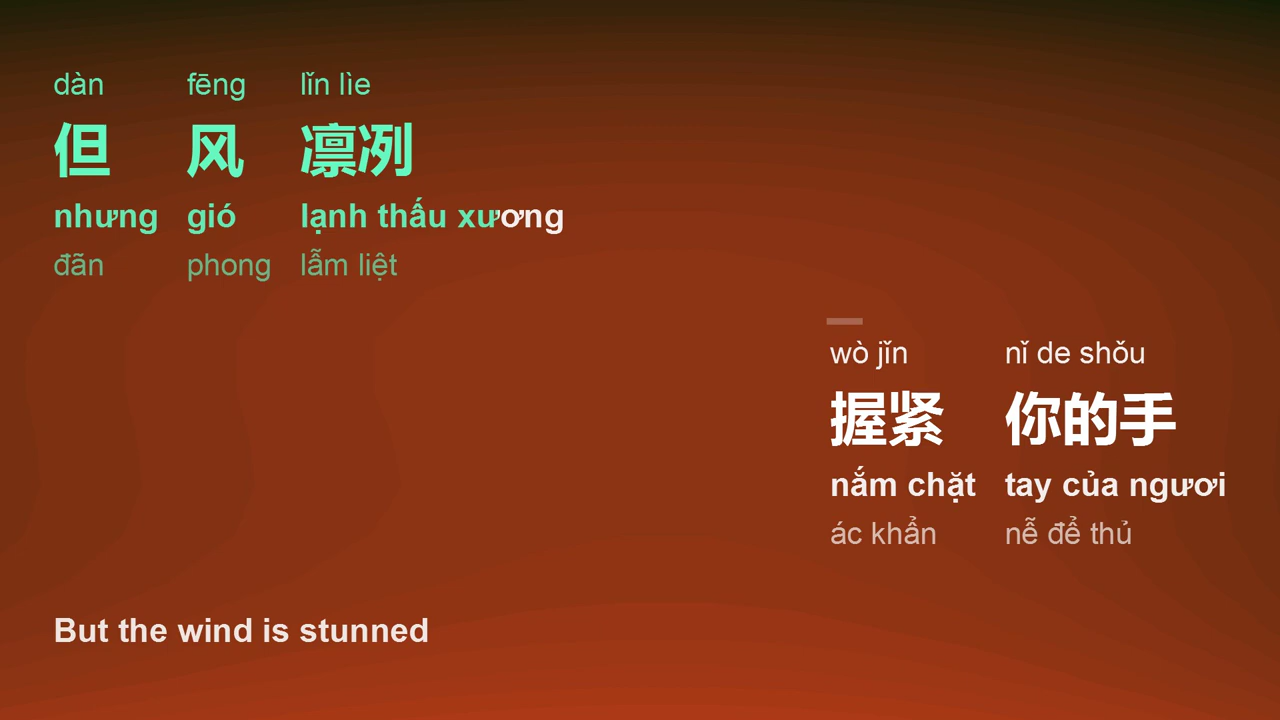 dàn fēng lǐn lìe
但 风 凛冽
nhưng gió lạnh thấu xương
đãn phong lẫm liệt
wò jǐn nǐ de shǒu
握紧 你的手
nắm chặt tay của ngươi
ác khẩn nễ để thủ
But the wind is stunned